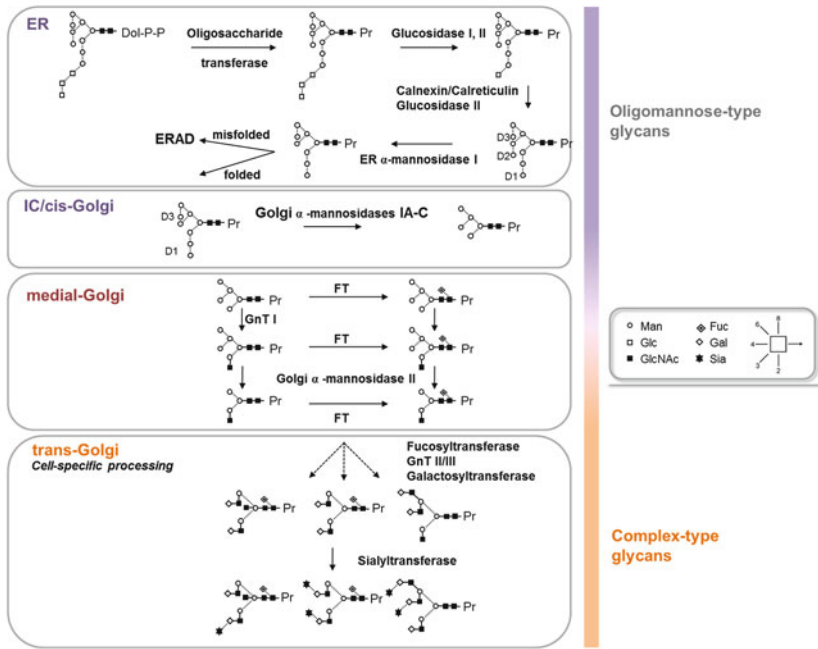 ER
Dol-P-P
Oligosaccharide
transferase
Pr
Glucosidase I, II
Pr
Calnexin/Calreticulin
Glucosidase II
ERAD
misfolded
folded
Pr
ER α-mannosidase I
D3
D2
D1
Pr
Oligomannose-type
glycans
IC/cis-Golgi
D3
D1
Pr
Golgi α -mannosidases IA-C
Pr
medial-Golgi
Pr
FT
Pr
GnT I
Pr
FT
Pr
Golgi α -mannosidase II
Pr
FT
Pr
Man
Glc
GlcNAc
Fuc
Gal
Sia
6
8
4
3
2
trans-Golgi
Cell-specific processing
Fucosyltransferase
GnT II/III
Galactosyltransferase
Pr
Pr
Pr
Sialyltransferase
Pr
Pr
Pr
Complex-type
glycans